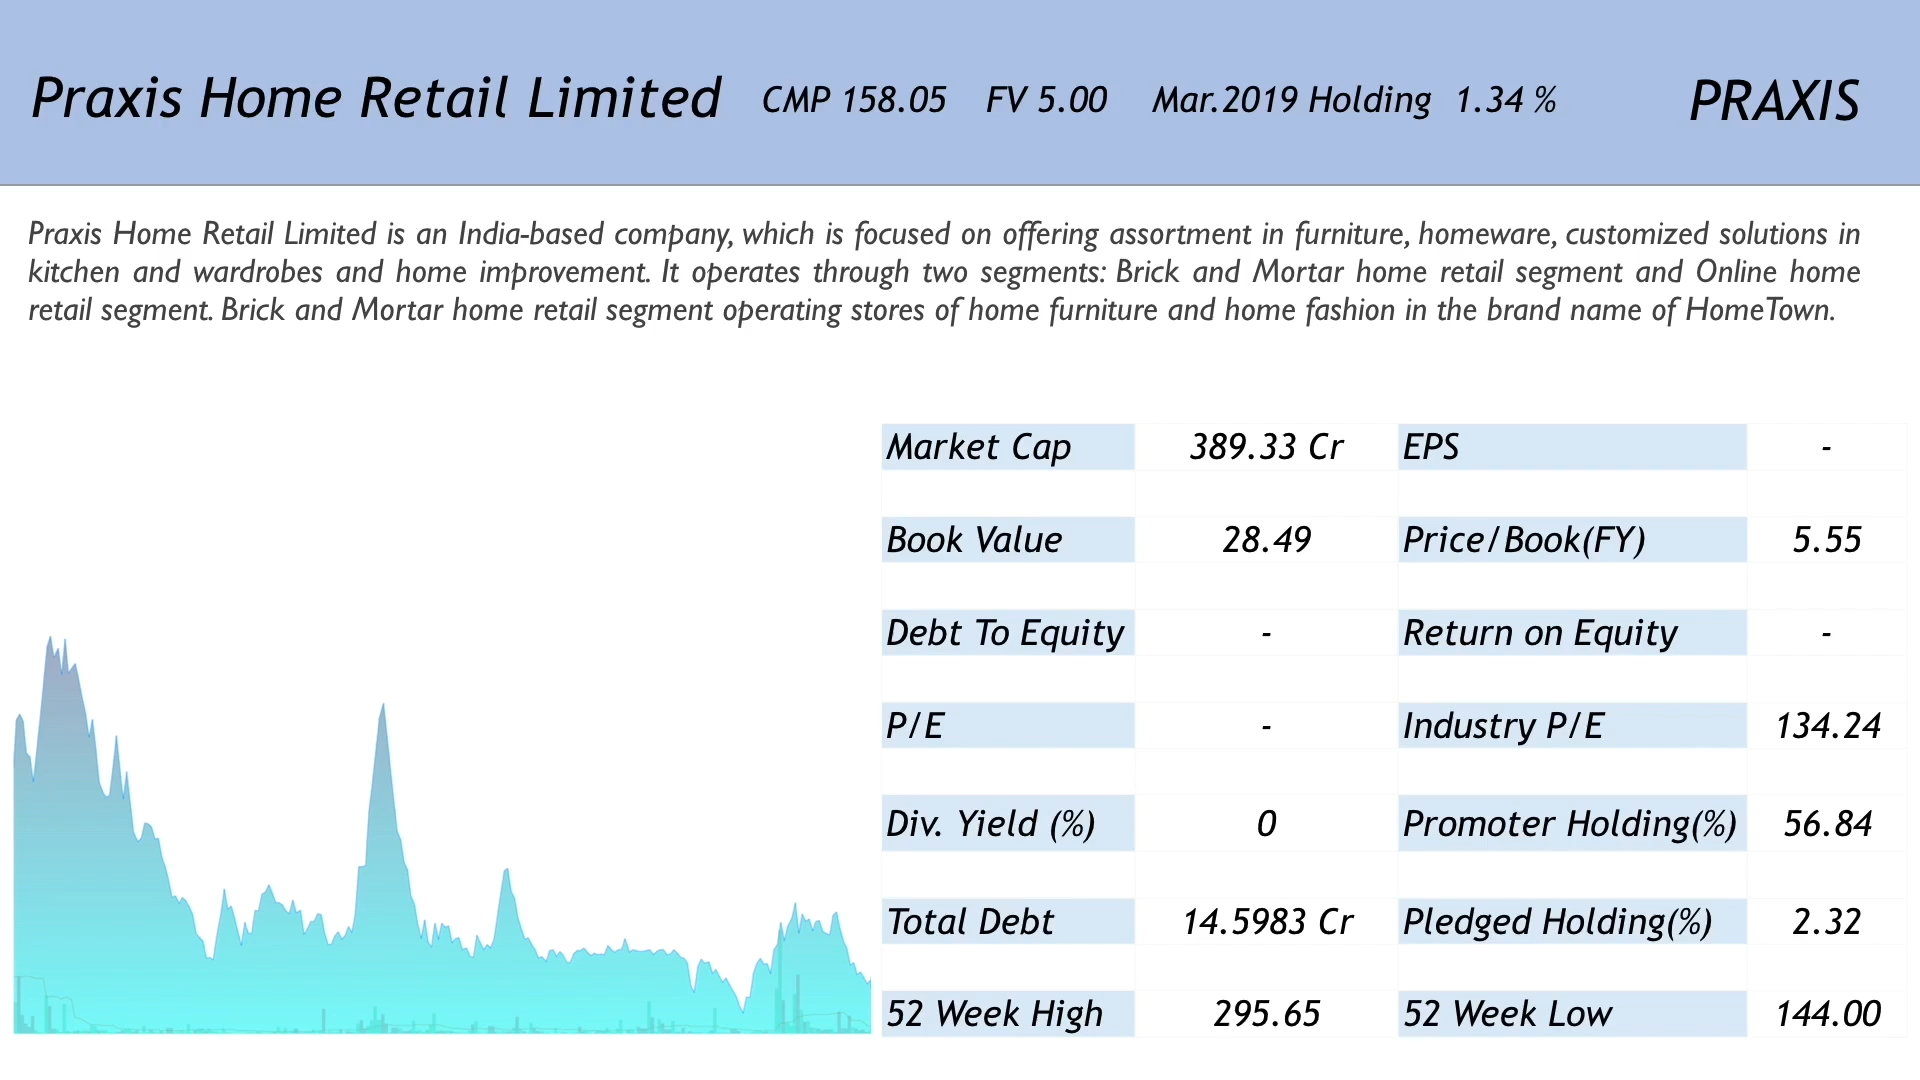 Praxis Home Retail Limited CMP 158.05 FV 5.00 Mar.2019 Holding 1.34 % PRAXIS
Praxis Home Retail Limited is an India-based company, which is focused on offering assortment in furniture, homeware, customized solutions in
kitchen and wardrobes and home improvement. It operates through two segments: Brick and Mortar home retail segment and Online home
retail segment. Brick and Mortar home retail segment operating stores of home furniture and home fashion in the brand name of HomeTown.
Market Cap 389.33 Cr EPS -
Book Value 28.49 Price/Book(FY) 5.55
Debt To Equity - Return on Equity -
P/E - Industry P/E 134.24
Div. Yield (%) 0 Promoter Holding(%) 56.84
Total Debt 14.5983 Cr Pledged Holding(%) 2.32
52 Week High 295.65 52 Week Low 144.00